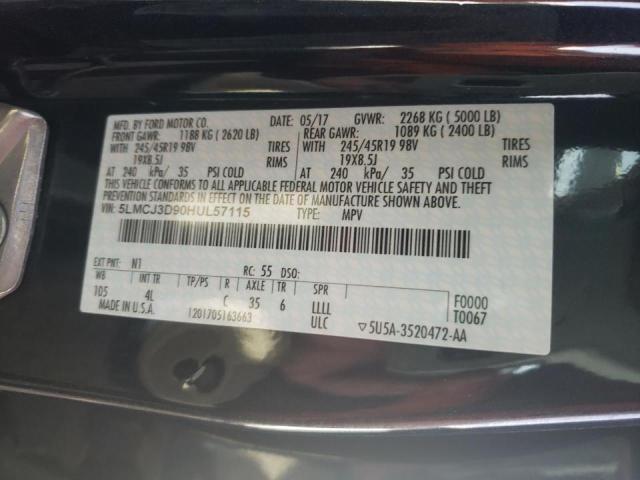 MFD. BY FORD MOTOR CO. DATE: 05/17 GVWR: 2268 KG ( 5000 LB)
FRONT GAWR: 1188 KG ( 2620 LB) REAR GAWR: 1089 KG ( 2400 LB)
WITH 245/45R19 98V TIRES WITH 245/45R19 98V TIRES
19X8.5J RIMS 19X8.5J RIMS
AT 240 kPa/ 35 PSI COLD AT 240 kPa/ 35 PSI COLD
THIS VEHICLE CONFORMS TO ALL APPLICABLE FEDERAL MOTOR VEHICLE SAFETY AND THEFT
PREVENTION STANDARDS IN EFFECT ON THE DATE OF MANUFACTURE SHOWN ABOVE.
VIN: 5LMCJ3D90HUL57115 TYPE: MPV
EXT PNT: N1 RC: 55 DSO:
WB INT TR TP/PS R AXLE TR SPR
105 4L C 35 6 LLLL F0000
MADE IN U.S.A. 1201705163663 ULC T0067
▽5U5A-3520472-AA